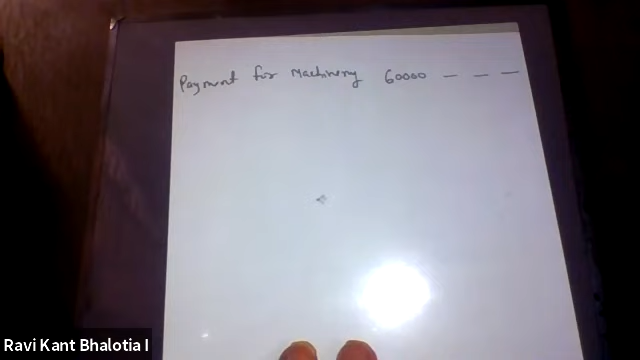 Payment for Machinery 60000 — — —
Ravi Kant Bhalotia I